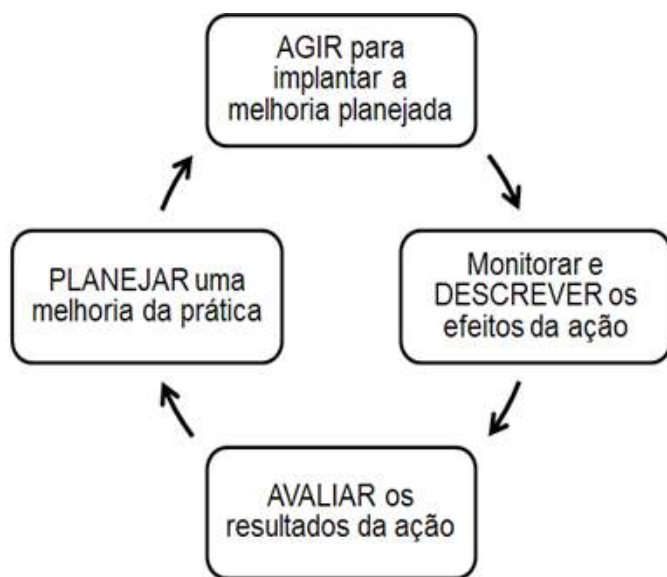 AGIR para
implantar a
melhoria planejada
PLANEJAR uma
melhoria da prática
Monitorar e
DESCREVER os
efeitos da ação
AVALIAR os
resultados da ação